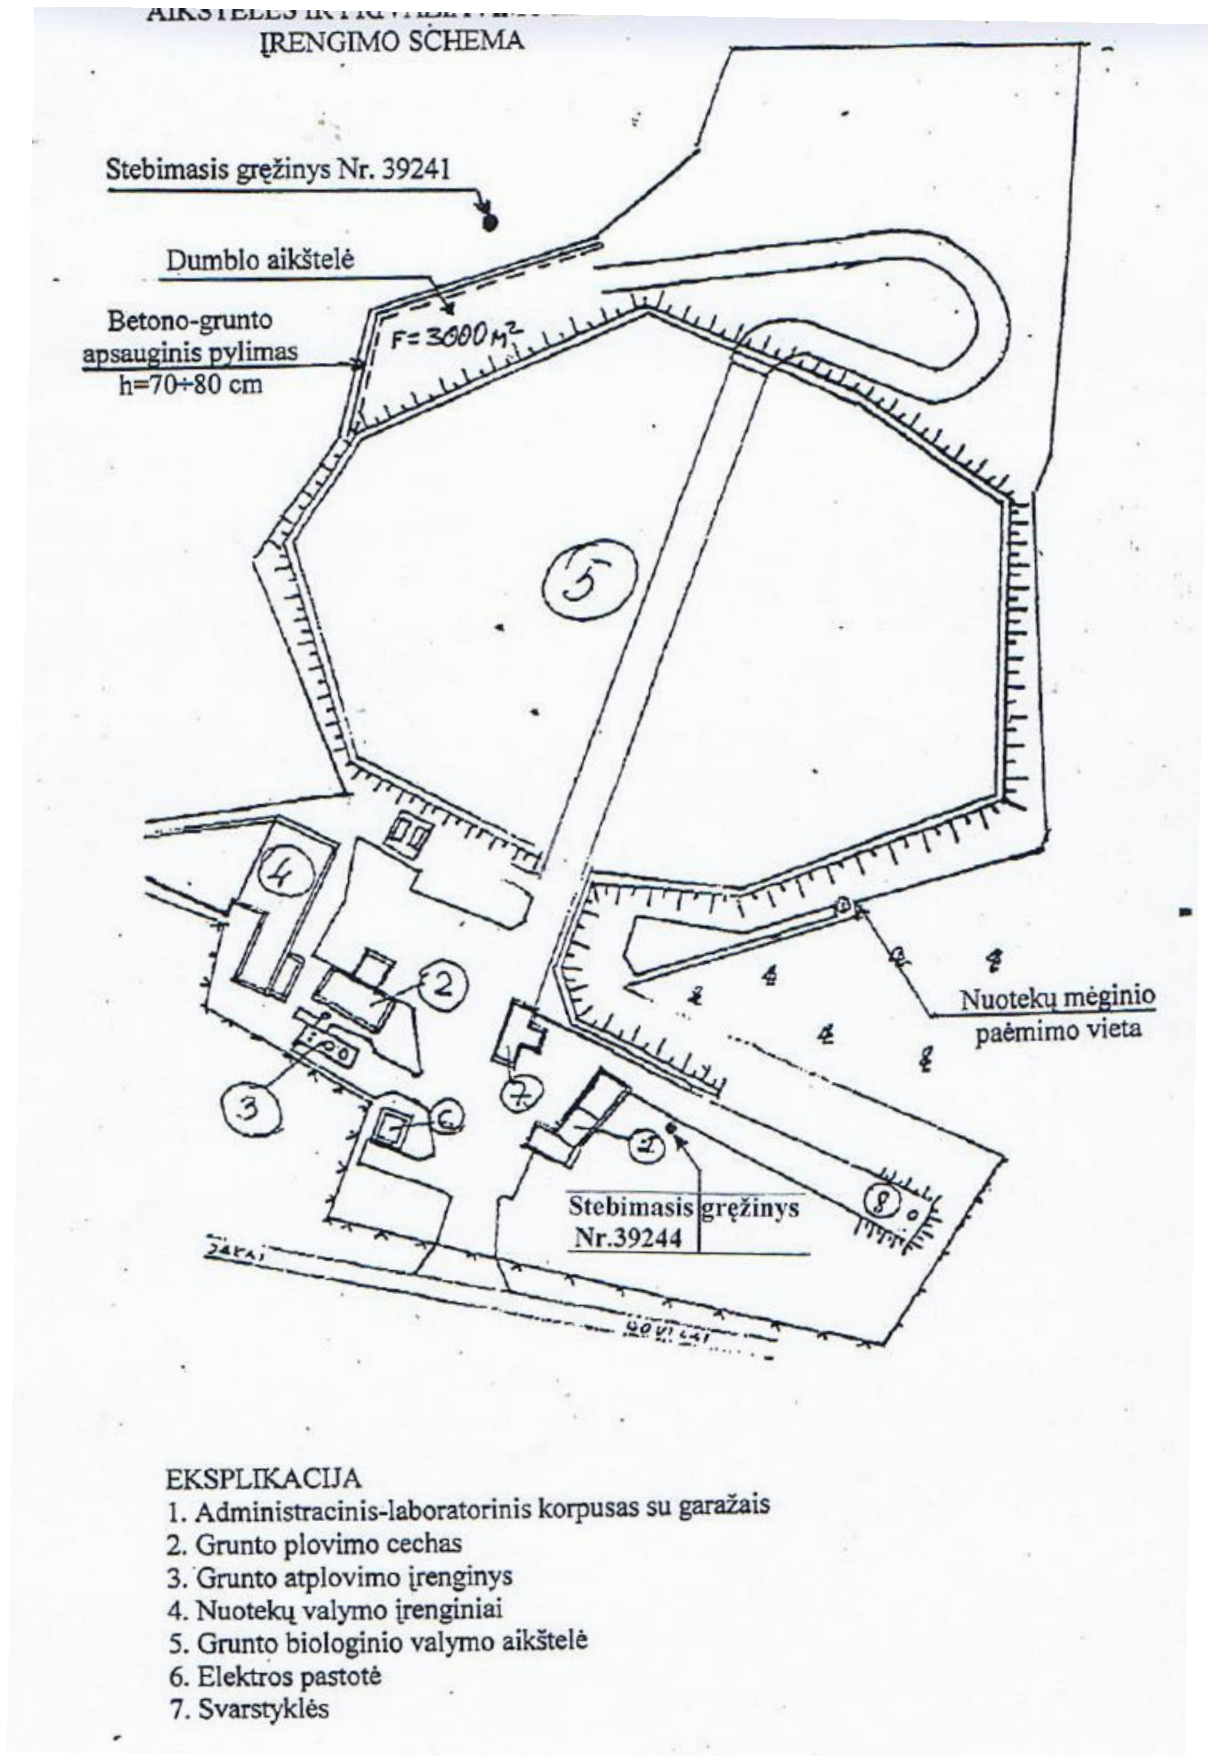 ĮRENGIMO SCHEMA
Stebimasis gręžinys Nr. 39241
Dumblo aikštelė
Betono-grunto
apsauginis pylimas
h=70÷80 cm
F=3000 M²
5
4
2
3
6
7
1
Nuotekų mėginio
paėmimo vieta
Stebimasis gręžinys
Nr.39244
8
EKSPLIKACIJA
1. Administracinis-laboratorinis korpusas su garažais
2. Grunto plovimo cechas
3. Grunto atplovimo įrenginys
4. Nuotekų valymo įrenginiai
5. Grunto biologinio valymo aikštelė
6. Elektros pastotė
7. Svarstyklės